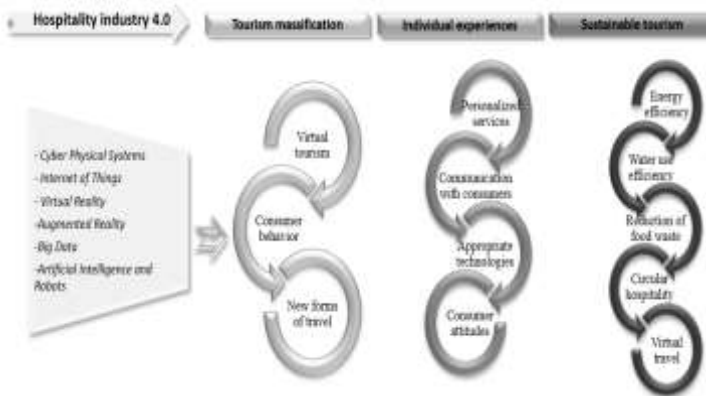 Hospitality industry 4.0
Tourism massification
Individual experiences
Sustainable tourism
- Cyber Physical Systems
- Internet of Things
- Virtual Reality
-Augmented Reality
-Big Data
-Artificial Intelligence and
Robots
Virtual
tourism
Consumer
behavior
New forms
of travel
Personalized
services
Communication
with consumers
Appropriate
technologies
Consumer
attitudes
Energy
efficiency
Water use
efficiency
Reduction of
food waste
Circular
hospitality
Virtual
travel